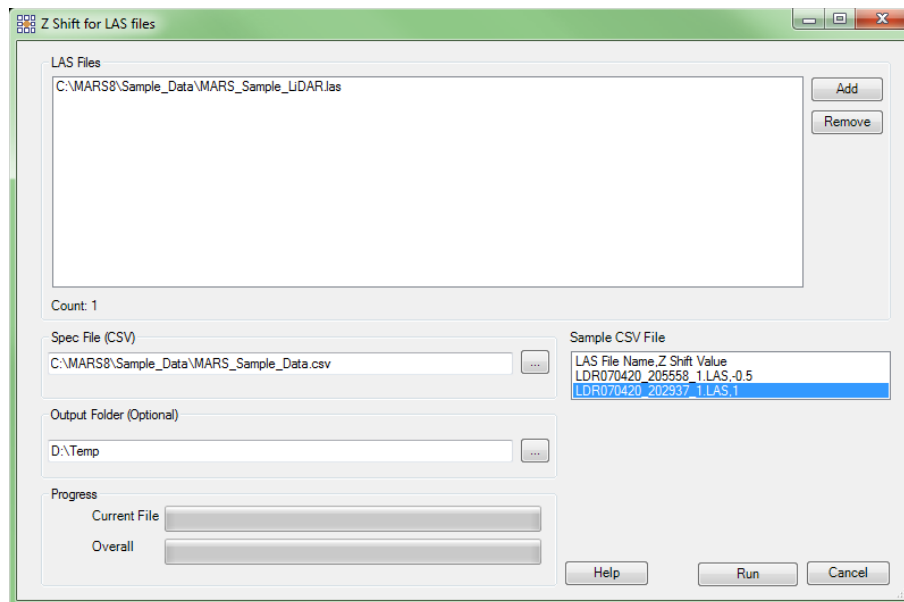 Z Shift for LAS files
LAS Files
C:\MARS8\Sample_Data\MARS_Sample_LiDAR.las
Add
Remove
Count: 1
Spec File (CSV)
C:\MARS8\Sample_Data\MARS_Sample_Data.csv
...
Sample CSV File
LAS File Name,Z Shift Value
LDR070420_205558_1.LAS,-0.5
LDR070420_202937_1.LAS,1
Output Folder (Optional)
D:\Temp
...
Progress
Current File
Overall
Help
Run
Cancel